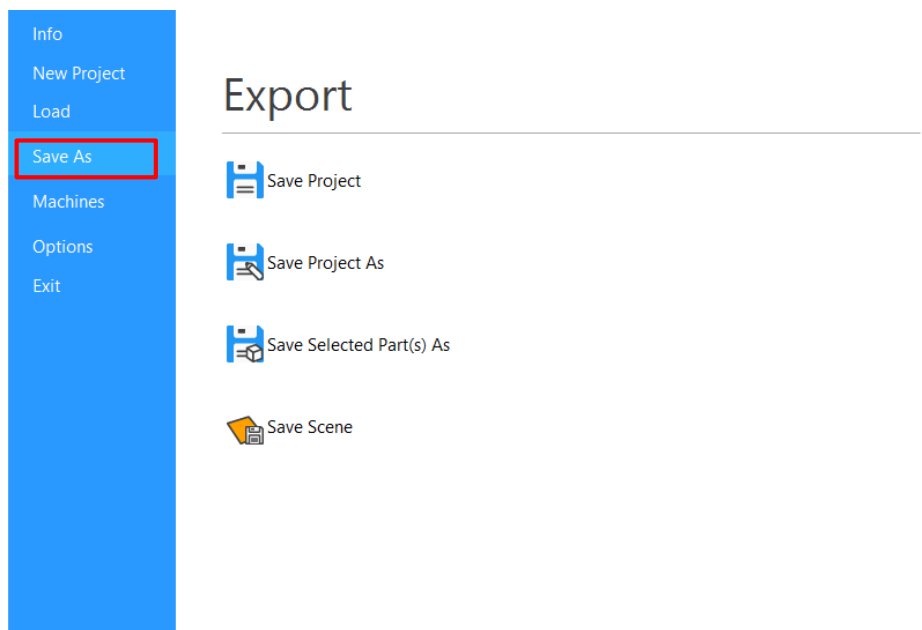 Info
New Project
Load
Save As
Machines
Options
Exit
Export
Save Project
Save Project As
Save Selected Part(s) As
Save Scene